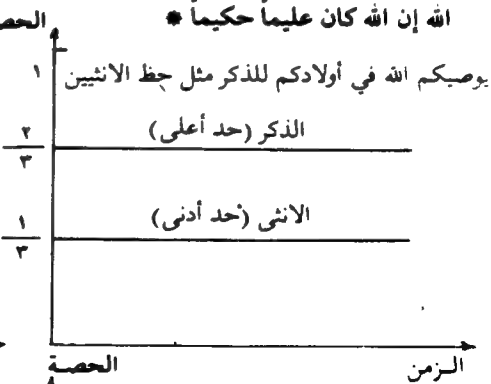 الله إن الله كان عليماً حكيماً *
يوصيكم الله في أولادكم للذكر مثل حظ الانثيين
١
الذكر (حد أعلى)
٢
٣
الانثى (حد أدنى)
١
٣
الزمن
الحصة